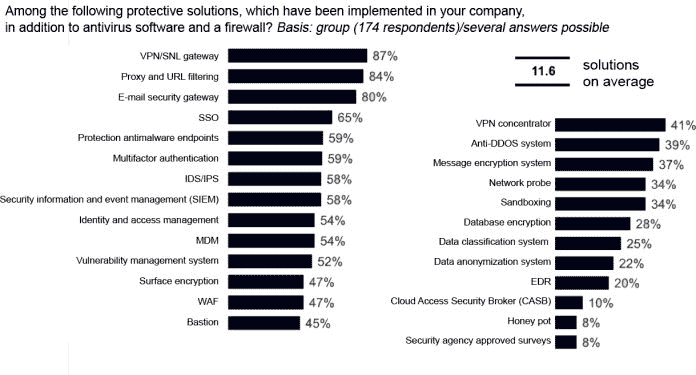 Among the following protective solutions, which have been implemented in your company,
in addition to antivirus software and a firewall? Basis: group (174 respondents)/several answers possible
VPN/SNL gateway 87%
Proxy and URL filtering 84%
E-mail security gateway 80%
SSO 65%
Protection antimalware endpoints 59%
Multifactor authentication 59%
IDS/IPS 58%
Security information and event management (SIEM) 58%
Identity and access management 54%
MDM 54%
Vulnerability management system 52%
Surface encryption 47%
WAF 47%
Bastion 45%
11.6 solutions
on average
VPN concentrator 41%
Anti-DDOS system 39%
Message encryption system 37%
Network probe 34%
Sandboxing 34%
Database encryption 28%
Data classification system 25%
Data anonymization system 22%
EDR 20%
Cloud Access Security Broker (CASB) 10%
Honey pot 8%
Security agency approved surveys 8%